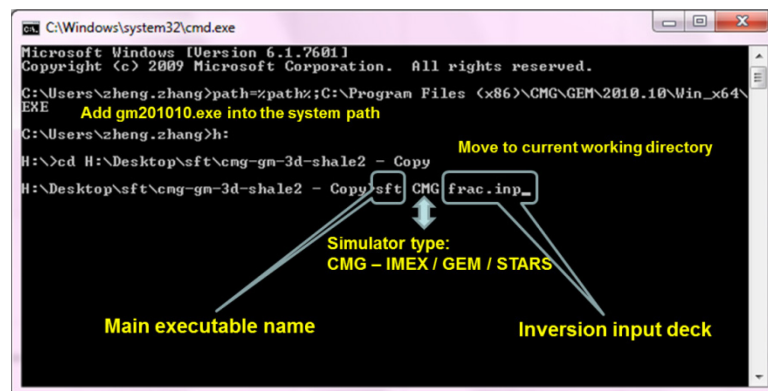 C:\Windows\system32\cmd.exe
Microsoft Windows [Version 6.1.7601]
Copyright (c) 2009 Microsoft Corporation.  All rights reserved.
C:\Users\zheng.zhang>path=%path%;C:\Program Files (x86)\CMG\GEM\2010.10\Win_x64\
EXE
Add gm201010.exe into the system path
C:\Users\zheng.zhang>h:
Move to current working directory
H:\>cd H:\Desktop\sft\cmg-gm-3d-shale2 - Copy
H:\Desktop\sft\cmg-gm-3d-shale2 - Copy>sft CMG frac.inp_
Simulator type:
CMG – IMEX / GEM / STARS
Main executable name
Inversion input deck